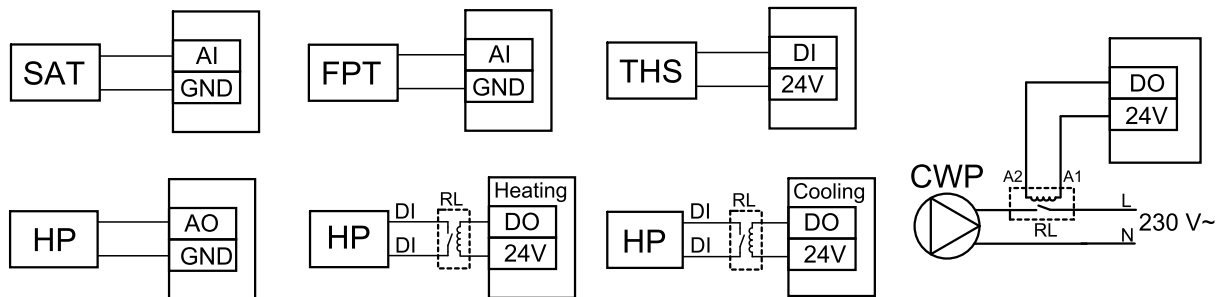 SAT
AI
GND
FPT
AI
GND
THS
DI
24V
DO
24V
HP
AO
GND
HP
DI
DI
RL
Heating
DO
24V
HP
DI
DI
RL
Cooling
DO
24V
CWP
A2
A1
RL
L
N
230 V~